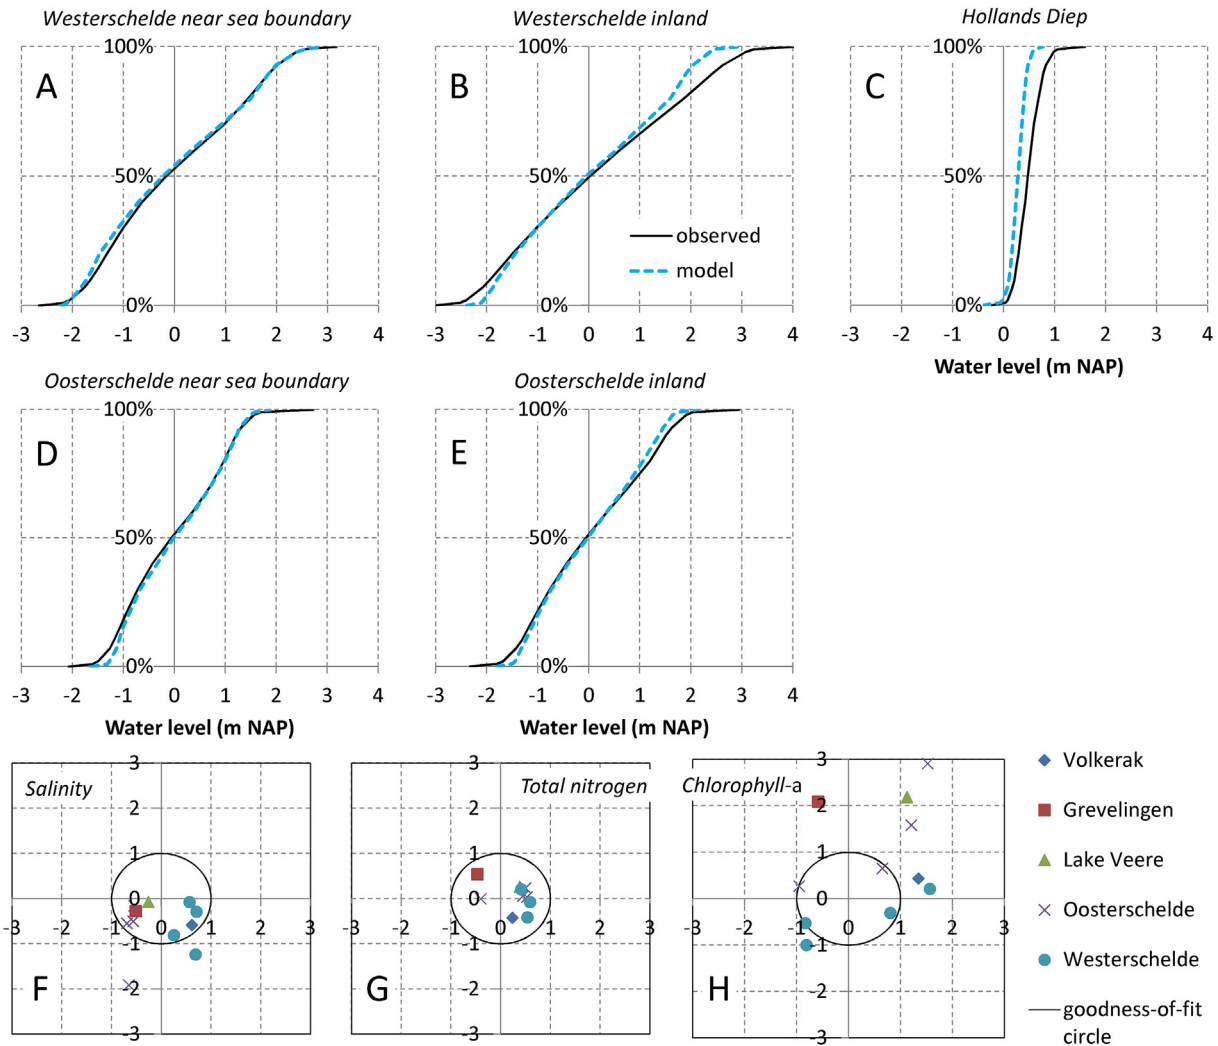 Westerschelde near sea boundary
Westerschelde inland
Hollands Diep
100%
100%
100%
A
B
C
50%
50%
50%
observed
model
0%
0%
0%
-3 -2 -1 0 1 2 3 4
-3 -2 -1 0 1 2 3 4
-3 -2 -1 0 1 2 3 4
Water level (m NAP)
Oosterschelde near sea boundary
Oosterschelde inland
100%
100%
D
E
50%
50%
0%
0%
-3 -2 -1 0 1 2 3 4
-3 -2 -1 0 1 2 3 4
Water level (m NAP)
Water level (m NAP)
Salinity
3
2
1
0
-1
-2
-3
-3 -2 -1 0 1 2 3
F
Total nitrogen
3
2
1
0
-1
-2
-3
-3 -2 -1 0 1 2 3
G
Chlorophyll-a
3
2
1
0
-1
-2
-3
-3 -2 -1 0 1 2 3
H
Volkerak
Grevelingen
Lake Veere
Oosterschelde
Westerschelde
goodness-of-fit
circle